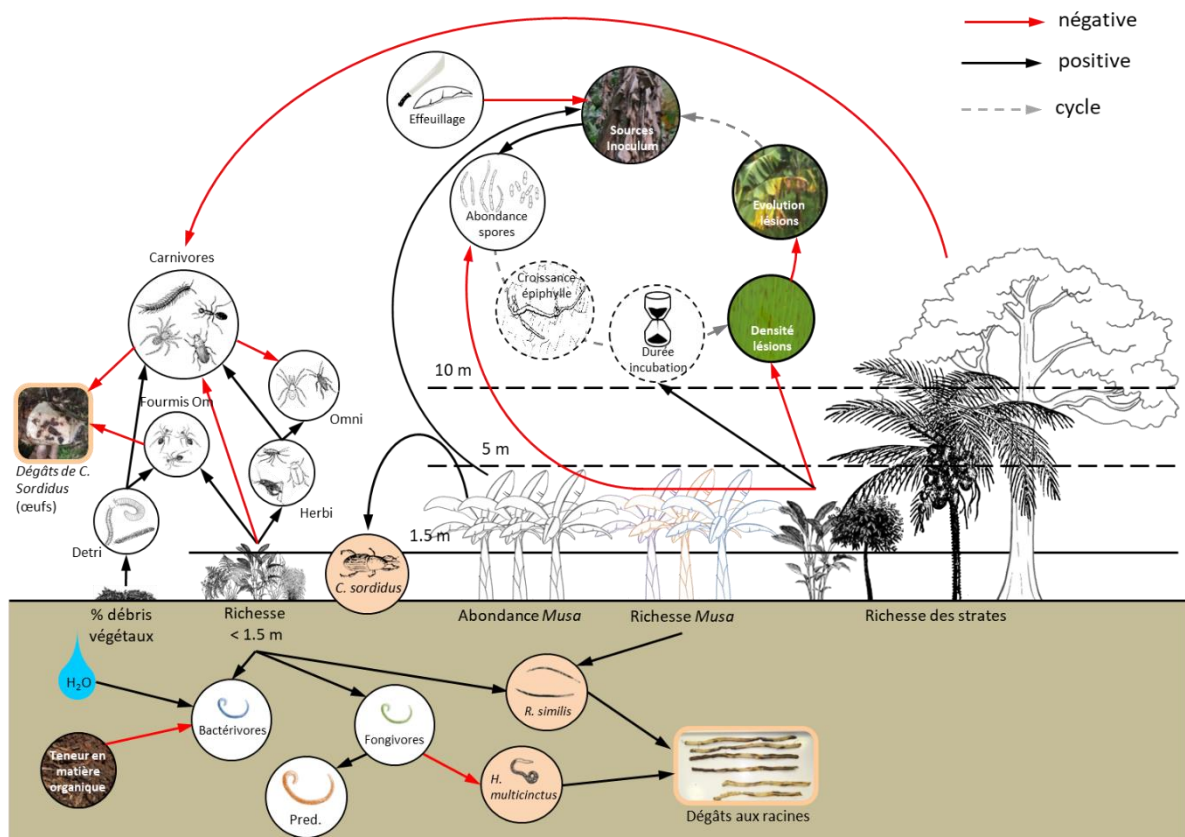 négative
positive
cycle
Effeuillage
Sources
Inoculum
Abondance
spores
Evolution
lésions
Carnivores
Croissance
épiphylle
Durée
incubation
Densité
lésions
10 m
Fourmis Om
Omni
Dégâts de C.
Sordidus
(œufs)
5 m
Herbi
Detri
1.5 m
C. sordidus
% débris
végétaux
Richesse
< 1.5 m
Abondance Musa
Richesse Musa
Richesse des strates
H₂O
Bactérivores
Fongivores
R. similis
Teneur en
matière
organique
Pred.
H.
multicinctus
Dégâts aux racines